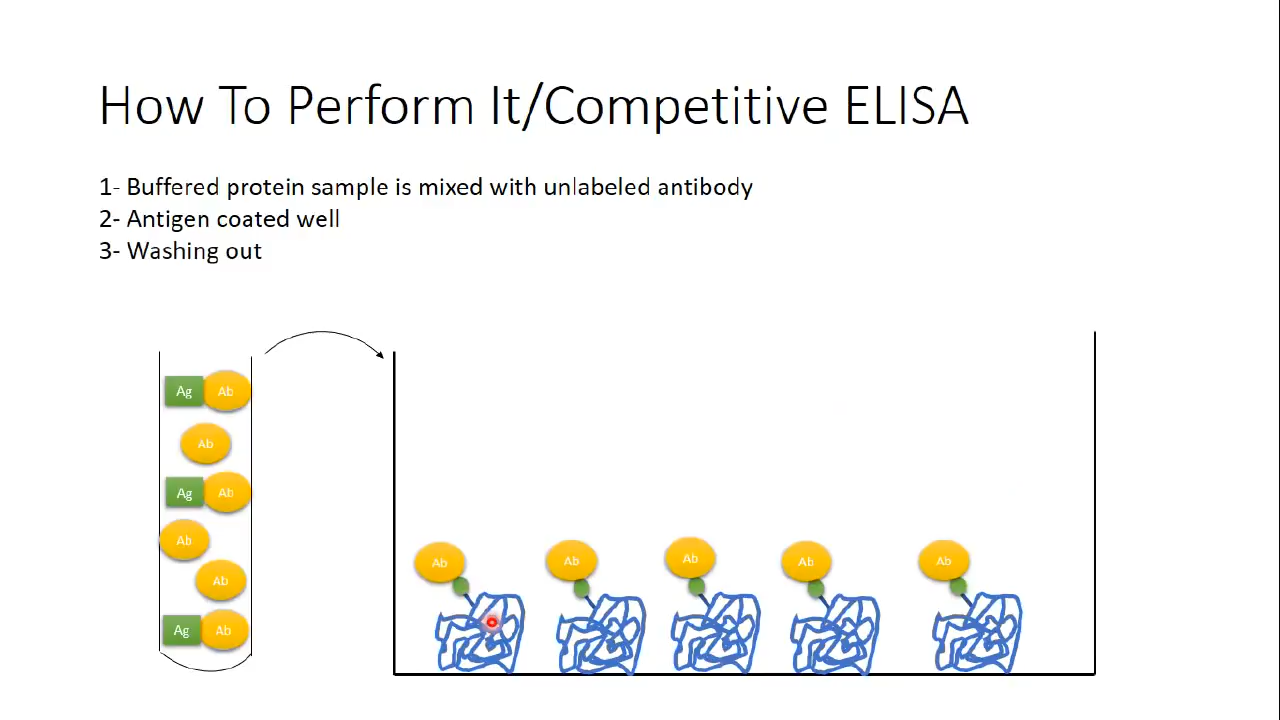 How To Perform It/Competitive ELISA
1- Buffered protein sample is mixed with unlabeled antibody
2- Antigen coated well
3- Washing out
Ag Ab
Ab
Ag Ab
Ab
Ab
Ag Ab
Ab Ab Ab Ab Ab